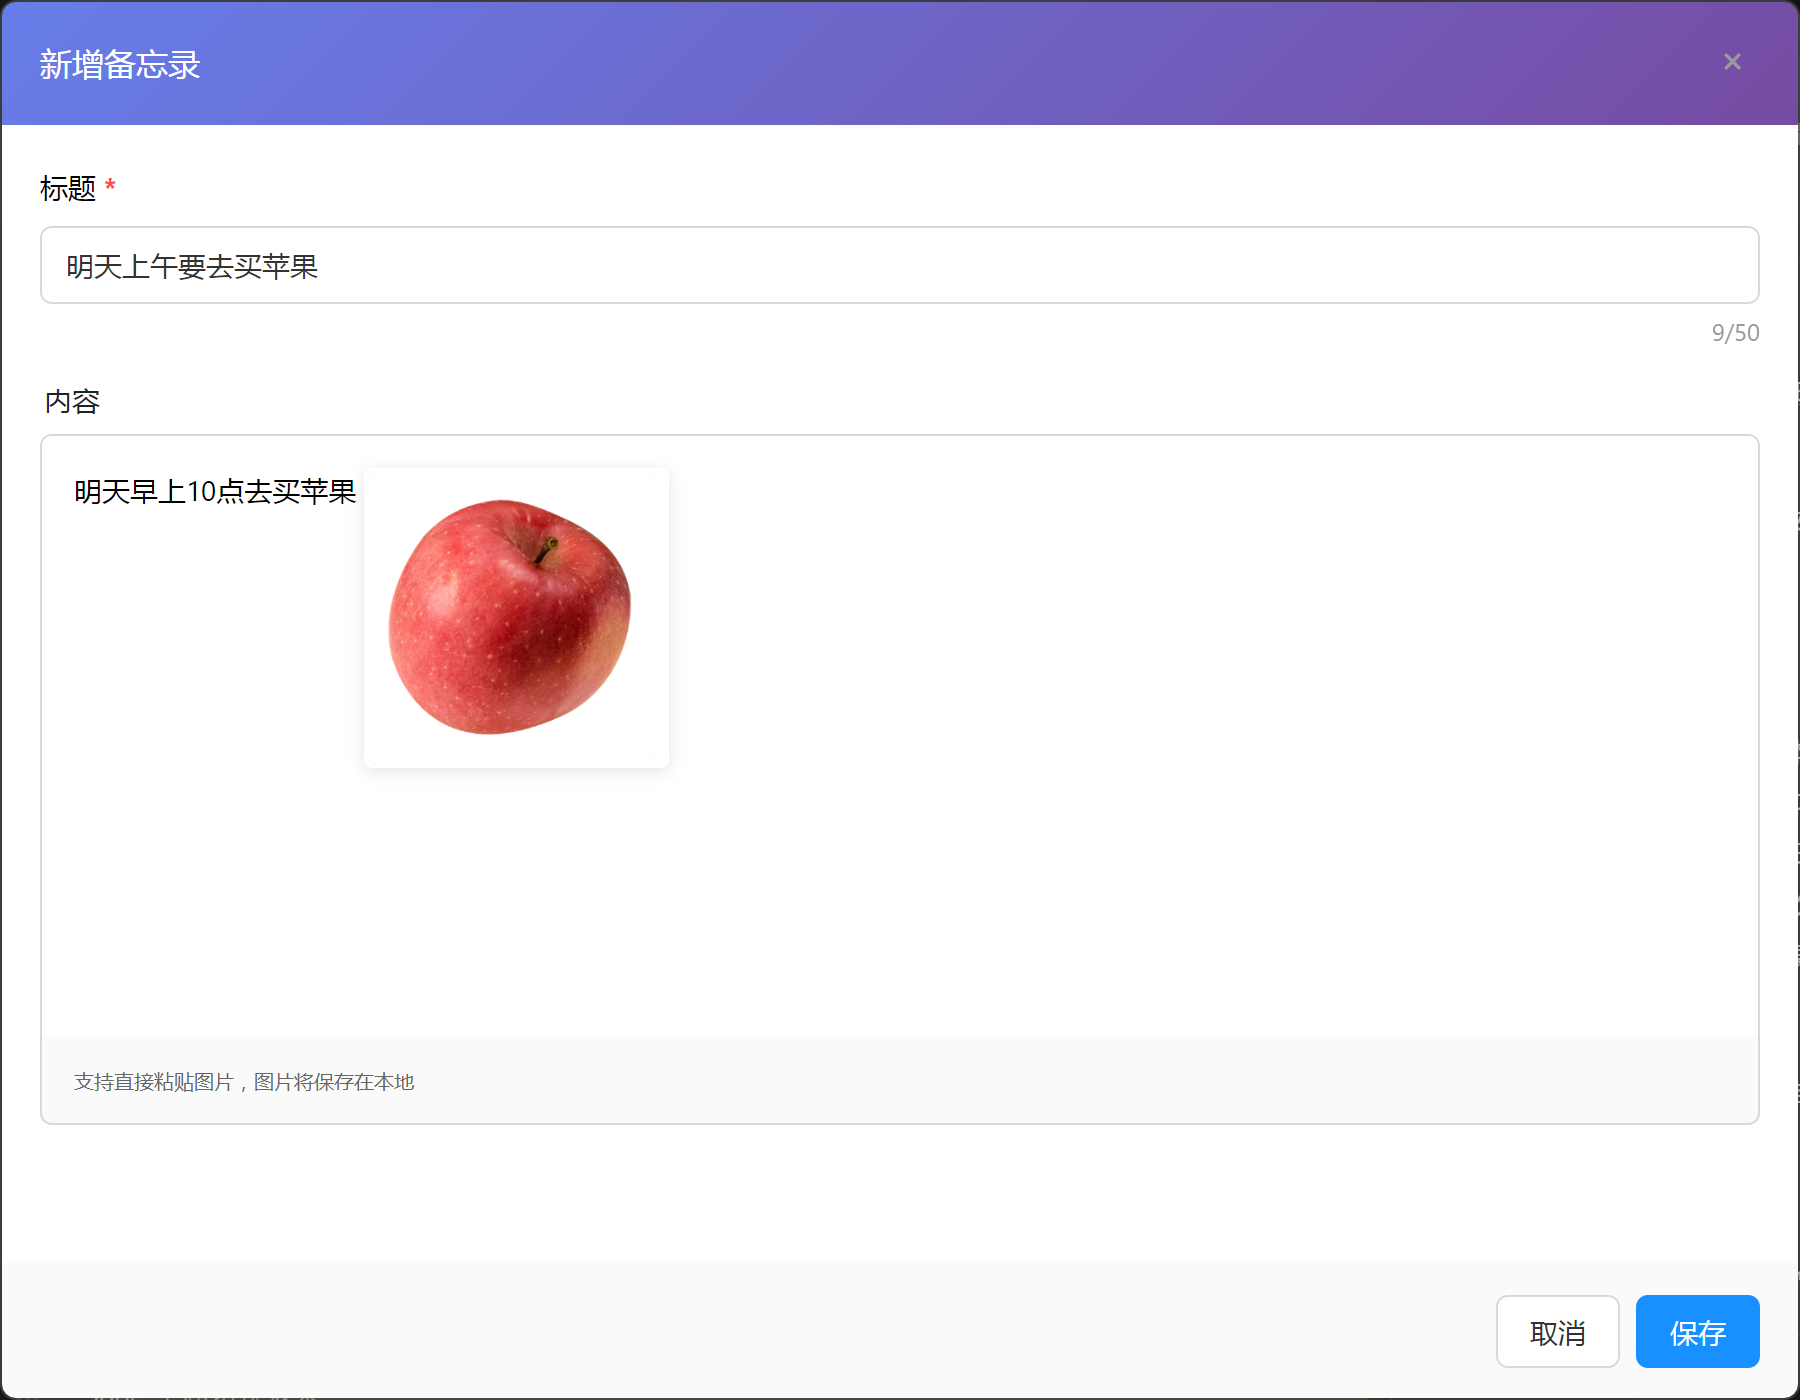 新增备忘录
×
标题 *
明天上午要去买苹果
9/50
内容
明天早上10点去买苹果
支持直接粘贴图片，图片将保存在本地
取消
保存